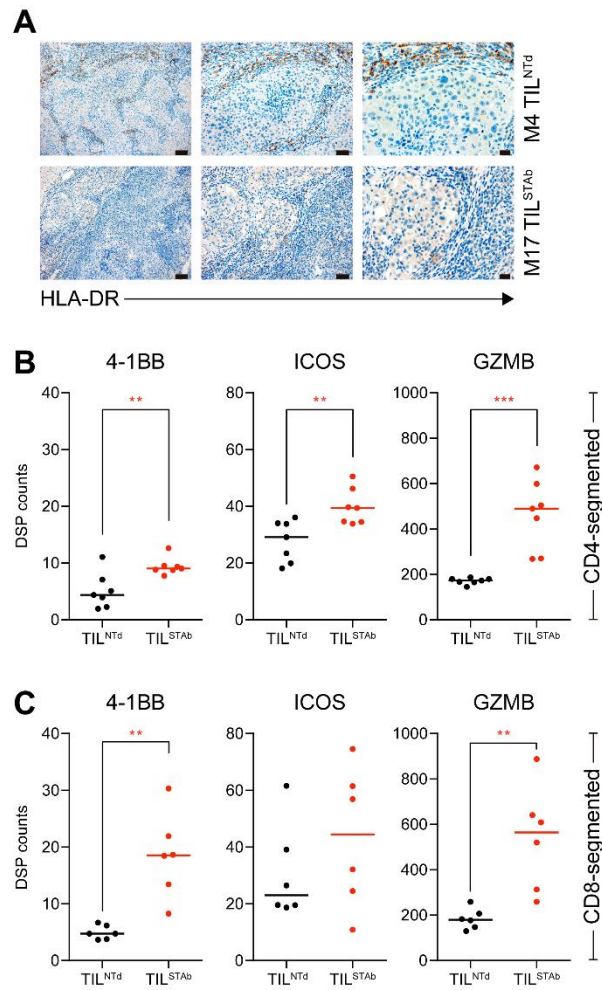 A
M4 TIL^NTd
M17 TIL^STAb
HLA-DR
B
4-1BB ICOS GZMB
** ** ***
40 80 1000
800
30 60
600
20 40
400
10 20
200
0 0 0
DSP counts
TIL^NTd TIL^STAb TIL^NTd TIL^STAb TIL^NTd TIL^STAb
CD4-segmented
C
4-1BB ICOS GZMB
** **
40 80 1000
800
30 60
600
20 40
400
10 20
200
0 0 0
DSP counts
TIL^NTd TIL^STAb TIL^NTd TIL^STAb TIL^NTd TIL^STAb
CD8-segmented